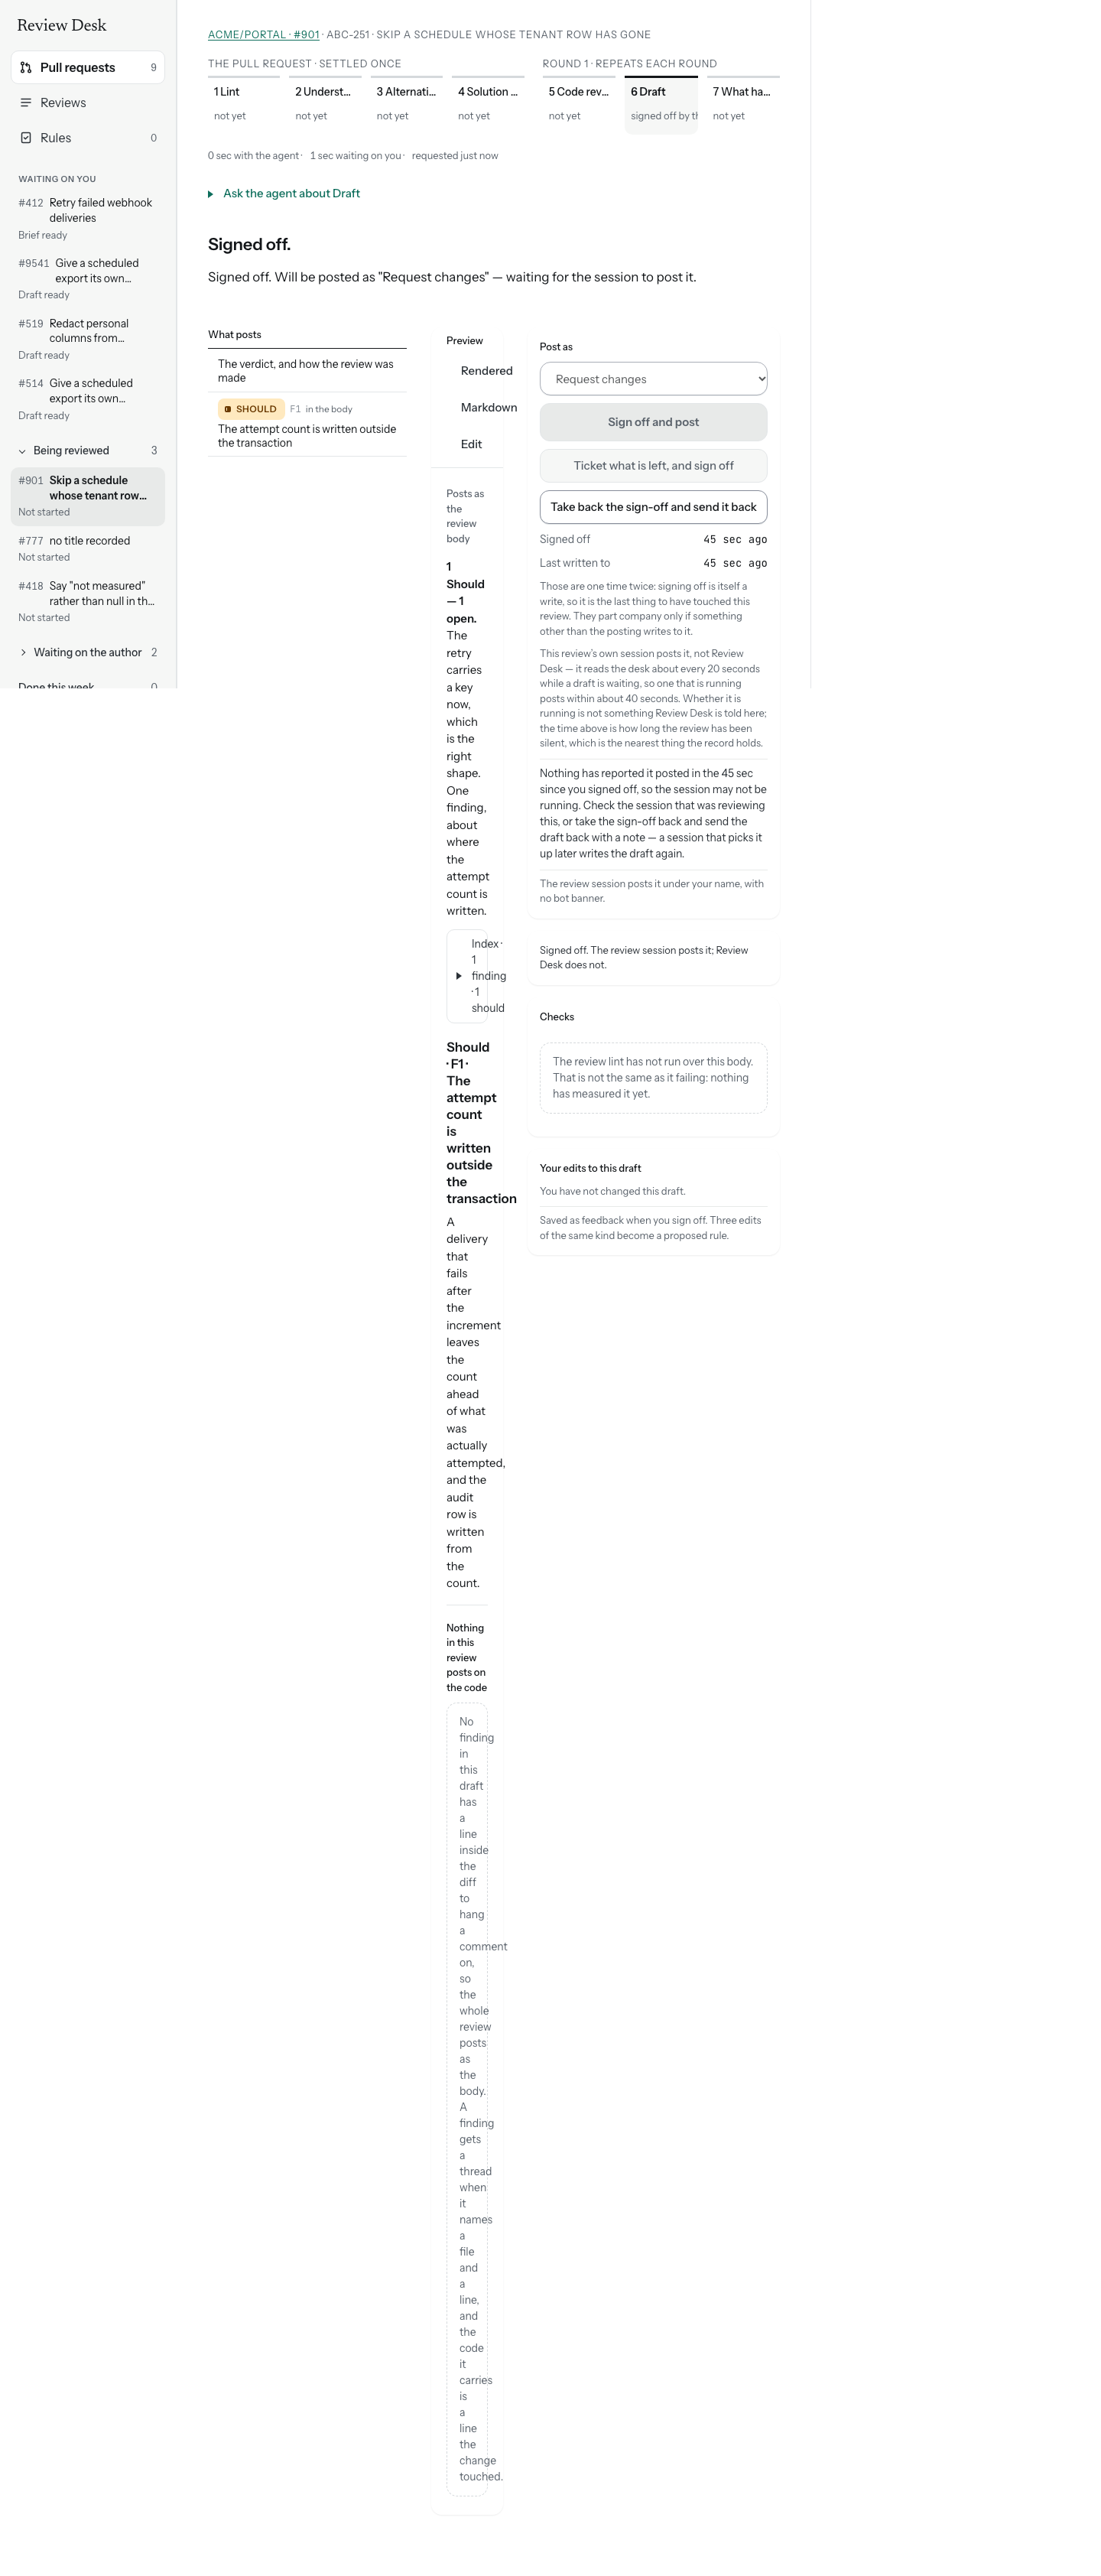 Review Desk
Pull requests 9
Reviews
Rules 0
WAITING ON YOU
#412 Retry failed webhook
deliveries
Brief ready
#9541 Give a scheduled
export its own...
Draft ready
#519 Redact personal
columns from...
Draft ready
#514 Give a scheduled
export its own...
Draft ready
Being reviewed 3
#901 Skip a schedule
whose tenant row...
Not started
#777 no title recorded
Not started
#418 Say "not measured"
rather than null in th...
Not started
Waiting on the author 2
Done this week 0
ACME/PORTAL · #901 · ABC-251 · SKIP A SCHEDULE WHOSE TENANT ROW HAS GONE
THE PULL REQUEST · SETTLED ONCE
1 Lint
not yet
2 Underst...
not yet
3 Alternati...
not yet
4 Solution ...
not yet
ROUND 1 · REPEATS EACH ROUND
5 Code rev...
not yet
6 Draft
signed off by th
7 What ha...
not yet
0 sec with the agent · 1 sec waiting on you · requested just now
Ask the agent about Draft
Signed off.
Signed off. Will be posted as "Request changes" — waiting for the session to post it.
What posts
The verdict, and how the review was
made
SHOULD F1 in the body
The attempt count is written outside
the transaction
Preview
Rendered
Markdown
Edit
Posts as
the
review
body
1
Should
— 1
open.
The
retry
carries
a key
now,
which
is the
right
shape.
One
finding,
about
where
the
attempt
count is
written.
Index ·
1
finding
· 1
should
Should
· F1 ·
The
attempt
count
is
written
outside
the
transaction
A
delivery
that
fails
after
the
increment
leaves
the
count
ahead
of what
was
actually
attempted,
and the
audit
row is
written
from
the
count.
Nothing
in this
review
posts on
the code
No
finding
in
this
draft
has
a
line
inside
the
diff
to
hang
a
comment
on,
so
the
whole
review
posts
as
the
body.
A
finding
gets
a
thread
when
it
names
a
file
and
a
line,
and
the
code
it
carries
is
a
line
the
change
touched.
Post as
Request changes
Sign off and post
Ticket what is left, and sign off
Take back the sign-off and send it back
Signed off 45 sec ago
Last written to 45 sec ago
Those are one time twice: signing off is itself a
write, so it is the last thing to have touched this
review. They part company only if something
other than the posting writes to it.
This review's own session posts it, not Review
Desk — it reads the desk about every 20 seconds
while a draft is waiting, so one that is running
posts within about 40 seconds. Whether it is
running is not something Review Desk is told here;
the time above is how long the review has been
silent, which is the nearest thing the record holds.
Nothing has reported it posted in the 45 sec
since you signed off, so the session may not be
running. Check the session that was reviewing
this, or take the sign-off back and send the
draft back with a note — a session that picks it
up later writes the draft again.
The review session posts it under your name, with
no bot banner.
Signed off. The review session posts it; Review
Desk does not.
Checks
The review lint has not run over this body.
That is not the same as it failing: nothing
has measured it yet.
Your edits to this draft
You have not changed this draft.
Saved as feedback when you sign off. Three edits
of the same kind become a proposed rule.